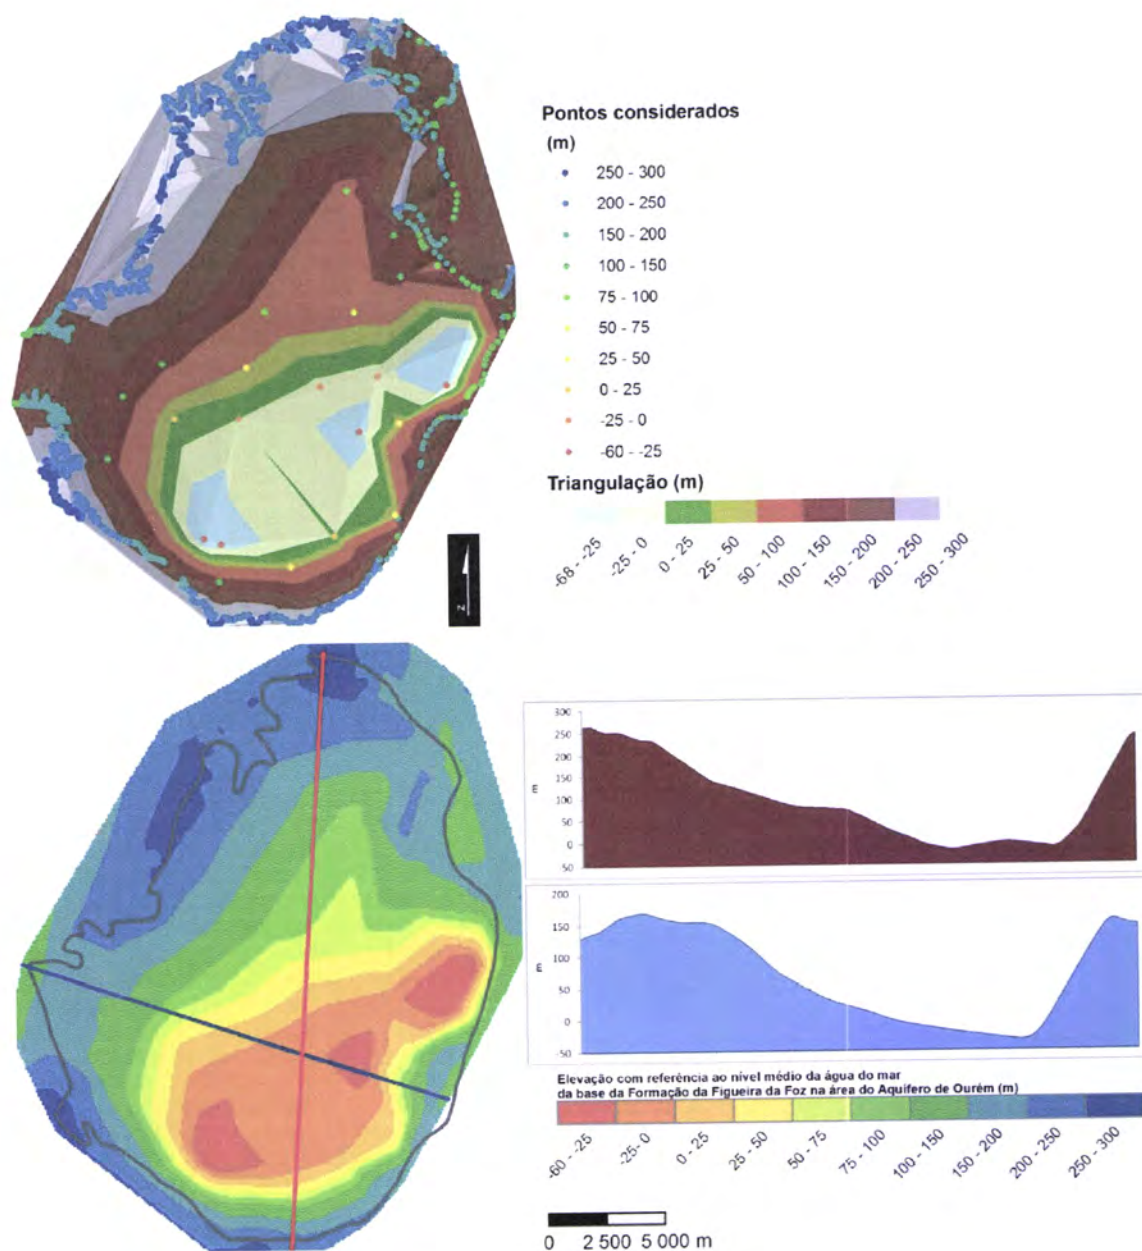 Pontos considerados
(m)
250 - 300
200 - 250
150 - 200
100 - 150
75 - 100
50 - 75
25 - 50
0 - 25
-25 - 0
-60 - -25
Triangulação (m)
-68 - -25
-25 - 0
0 - 25
25 - 50
50 - 100
100 - 150
150 - 200
200 - 250
250 - 300
z
300
250
200
150
100
50
0
50
m
200
150
100
50
0
-50
m
Elevação com referência ao nível médio da água do mar
da base da Formação da Figueira da Foz na área do Aquifero de Ourém (m)
-60 - -25
-25- 0
0 - 25
25 - 50
50 - 75
75 - 100
100 - 150
150 - 200
200 - 250
250 - 300
0 2 500 5 000 m